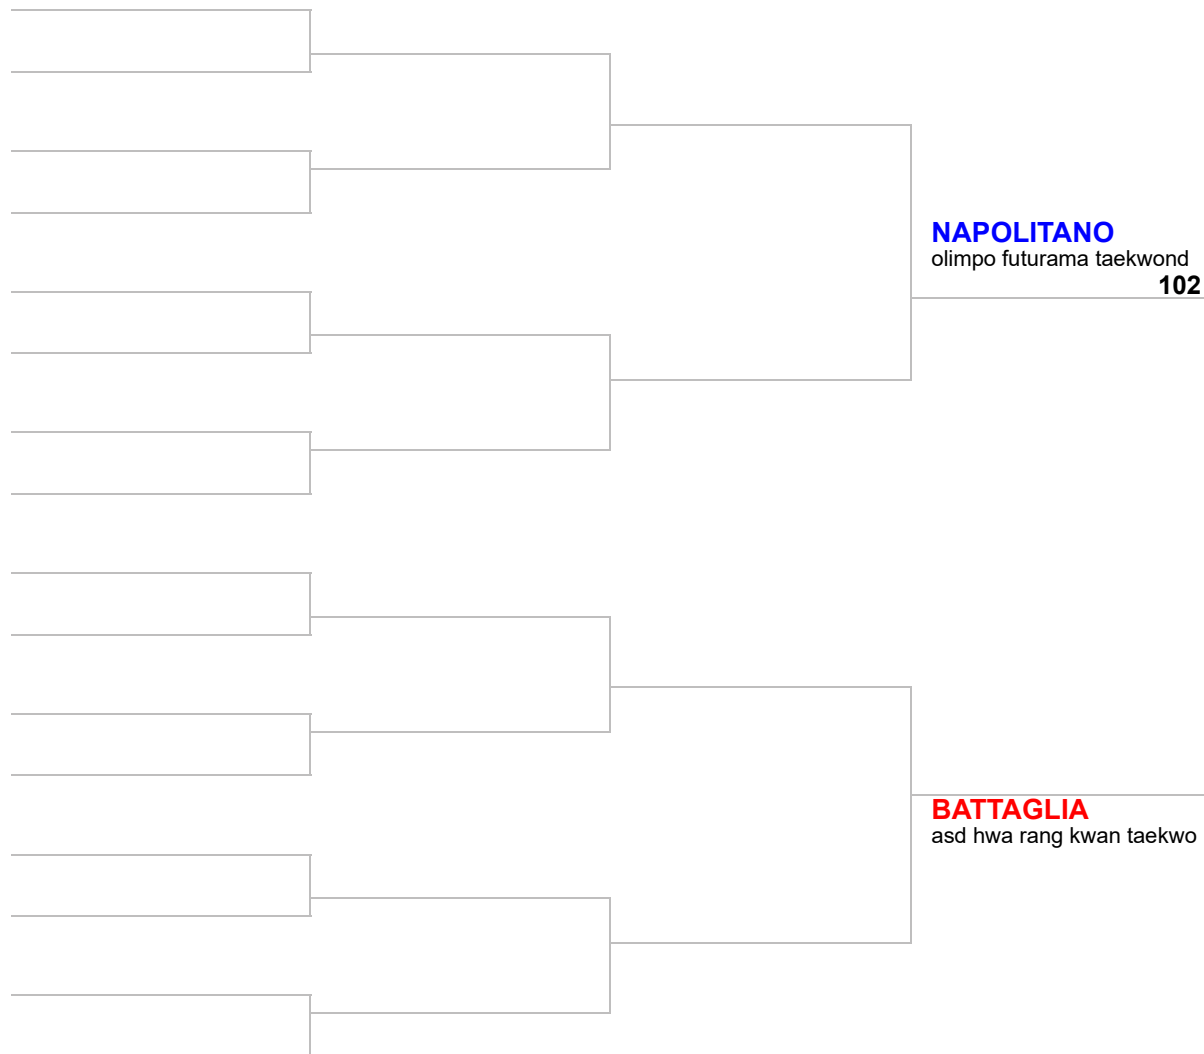 NAPOLITANO
olimpo futurama taekwond
102
BATTAGLIA
asd hwa rang kwan taekwo